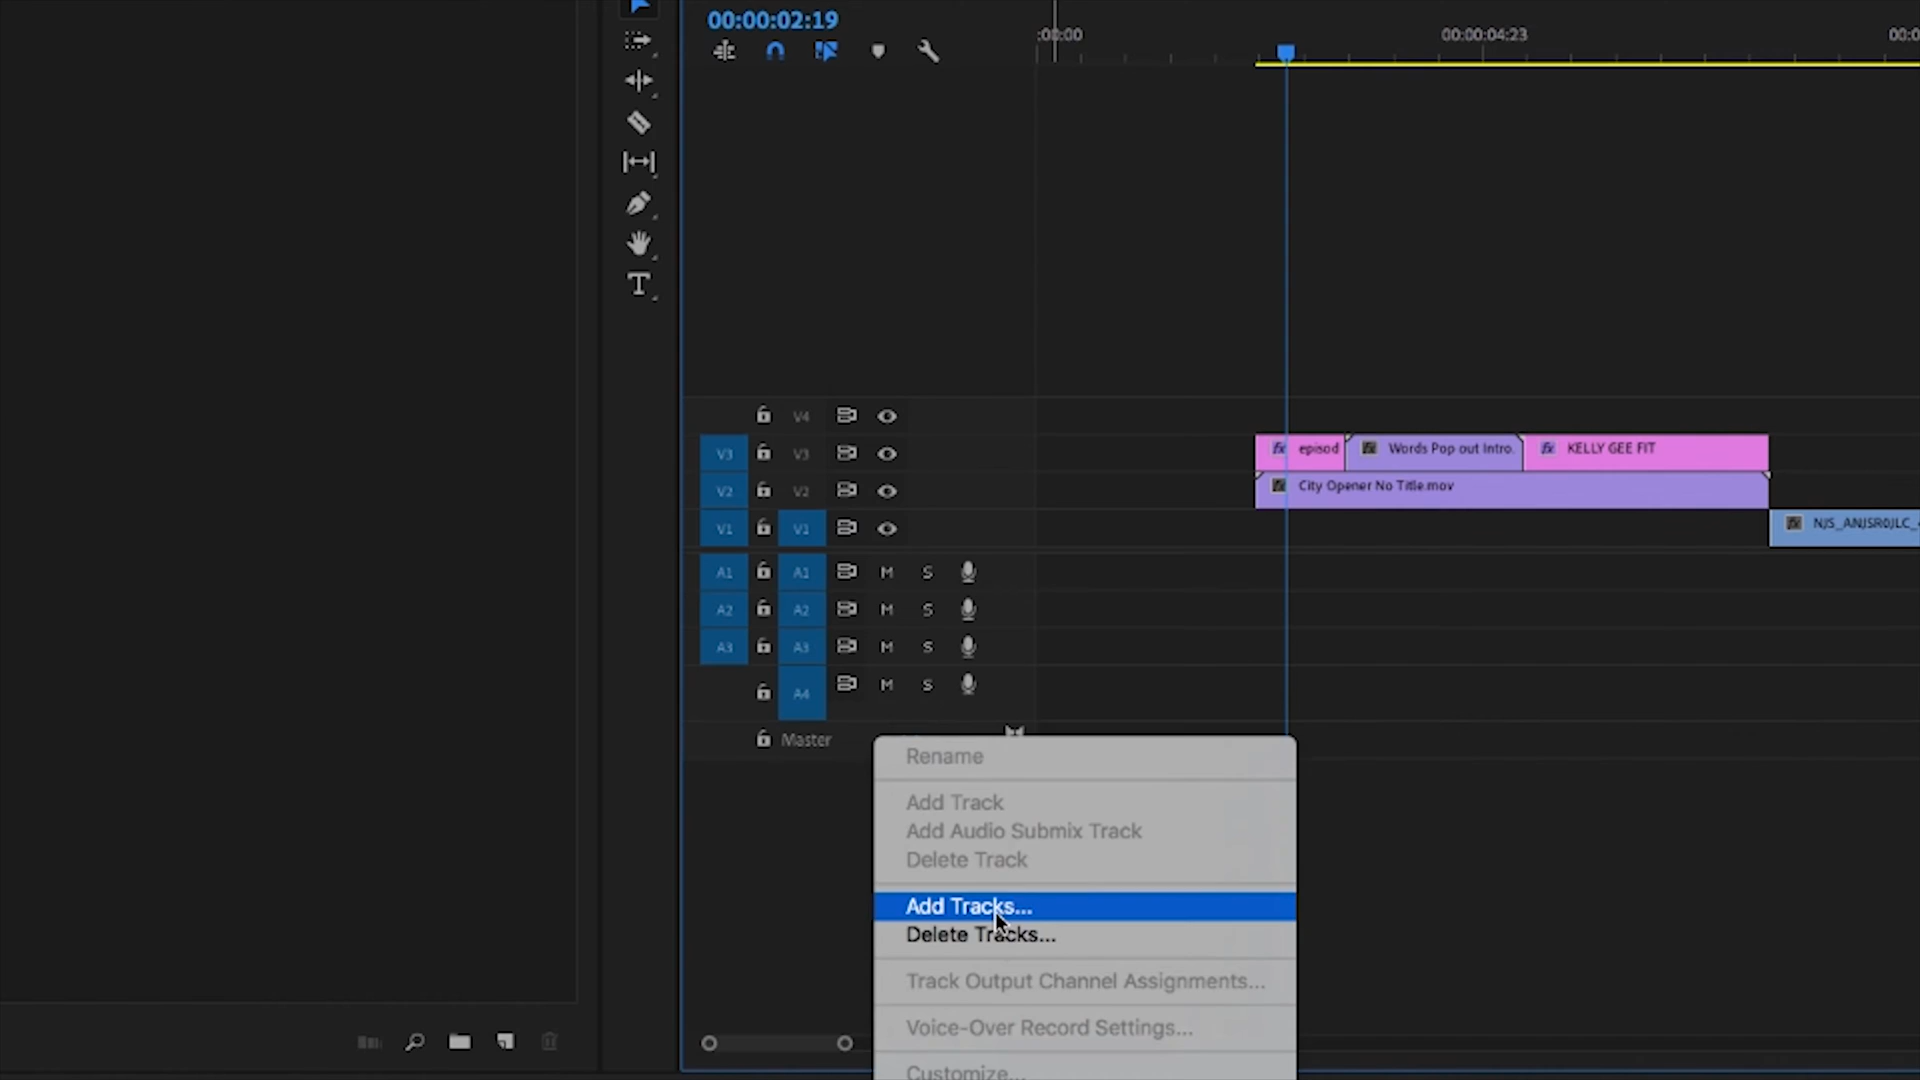 00:00:02:19
:00:00
00:00:04:23
00:0
V4
V3 V3
episod
Words Pop out Intro.
KELLY GEE FIT
V2 V2
City Opener No Title.mov
V1 V1
NJS_ANJSR0JLC_
A1 A1 M S
A2 A2 M S
A3 A3 M S
A4 M S
Master
Rename
Add Track
Add Audio Submix Track
Delete Track
Add Tracks...
Delete Tracks...
Track Output Channel Assignments...
Voice-Over Record Settings...
Customize...